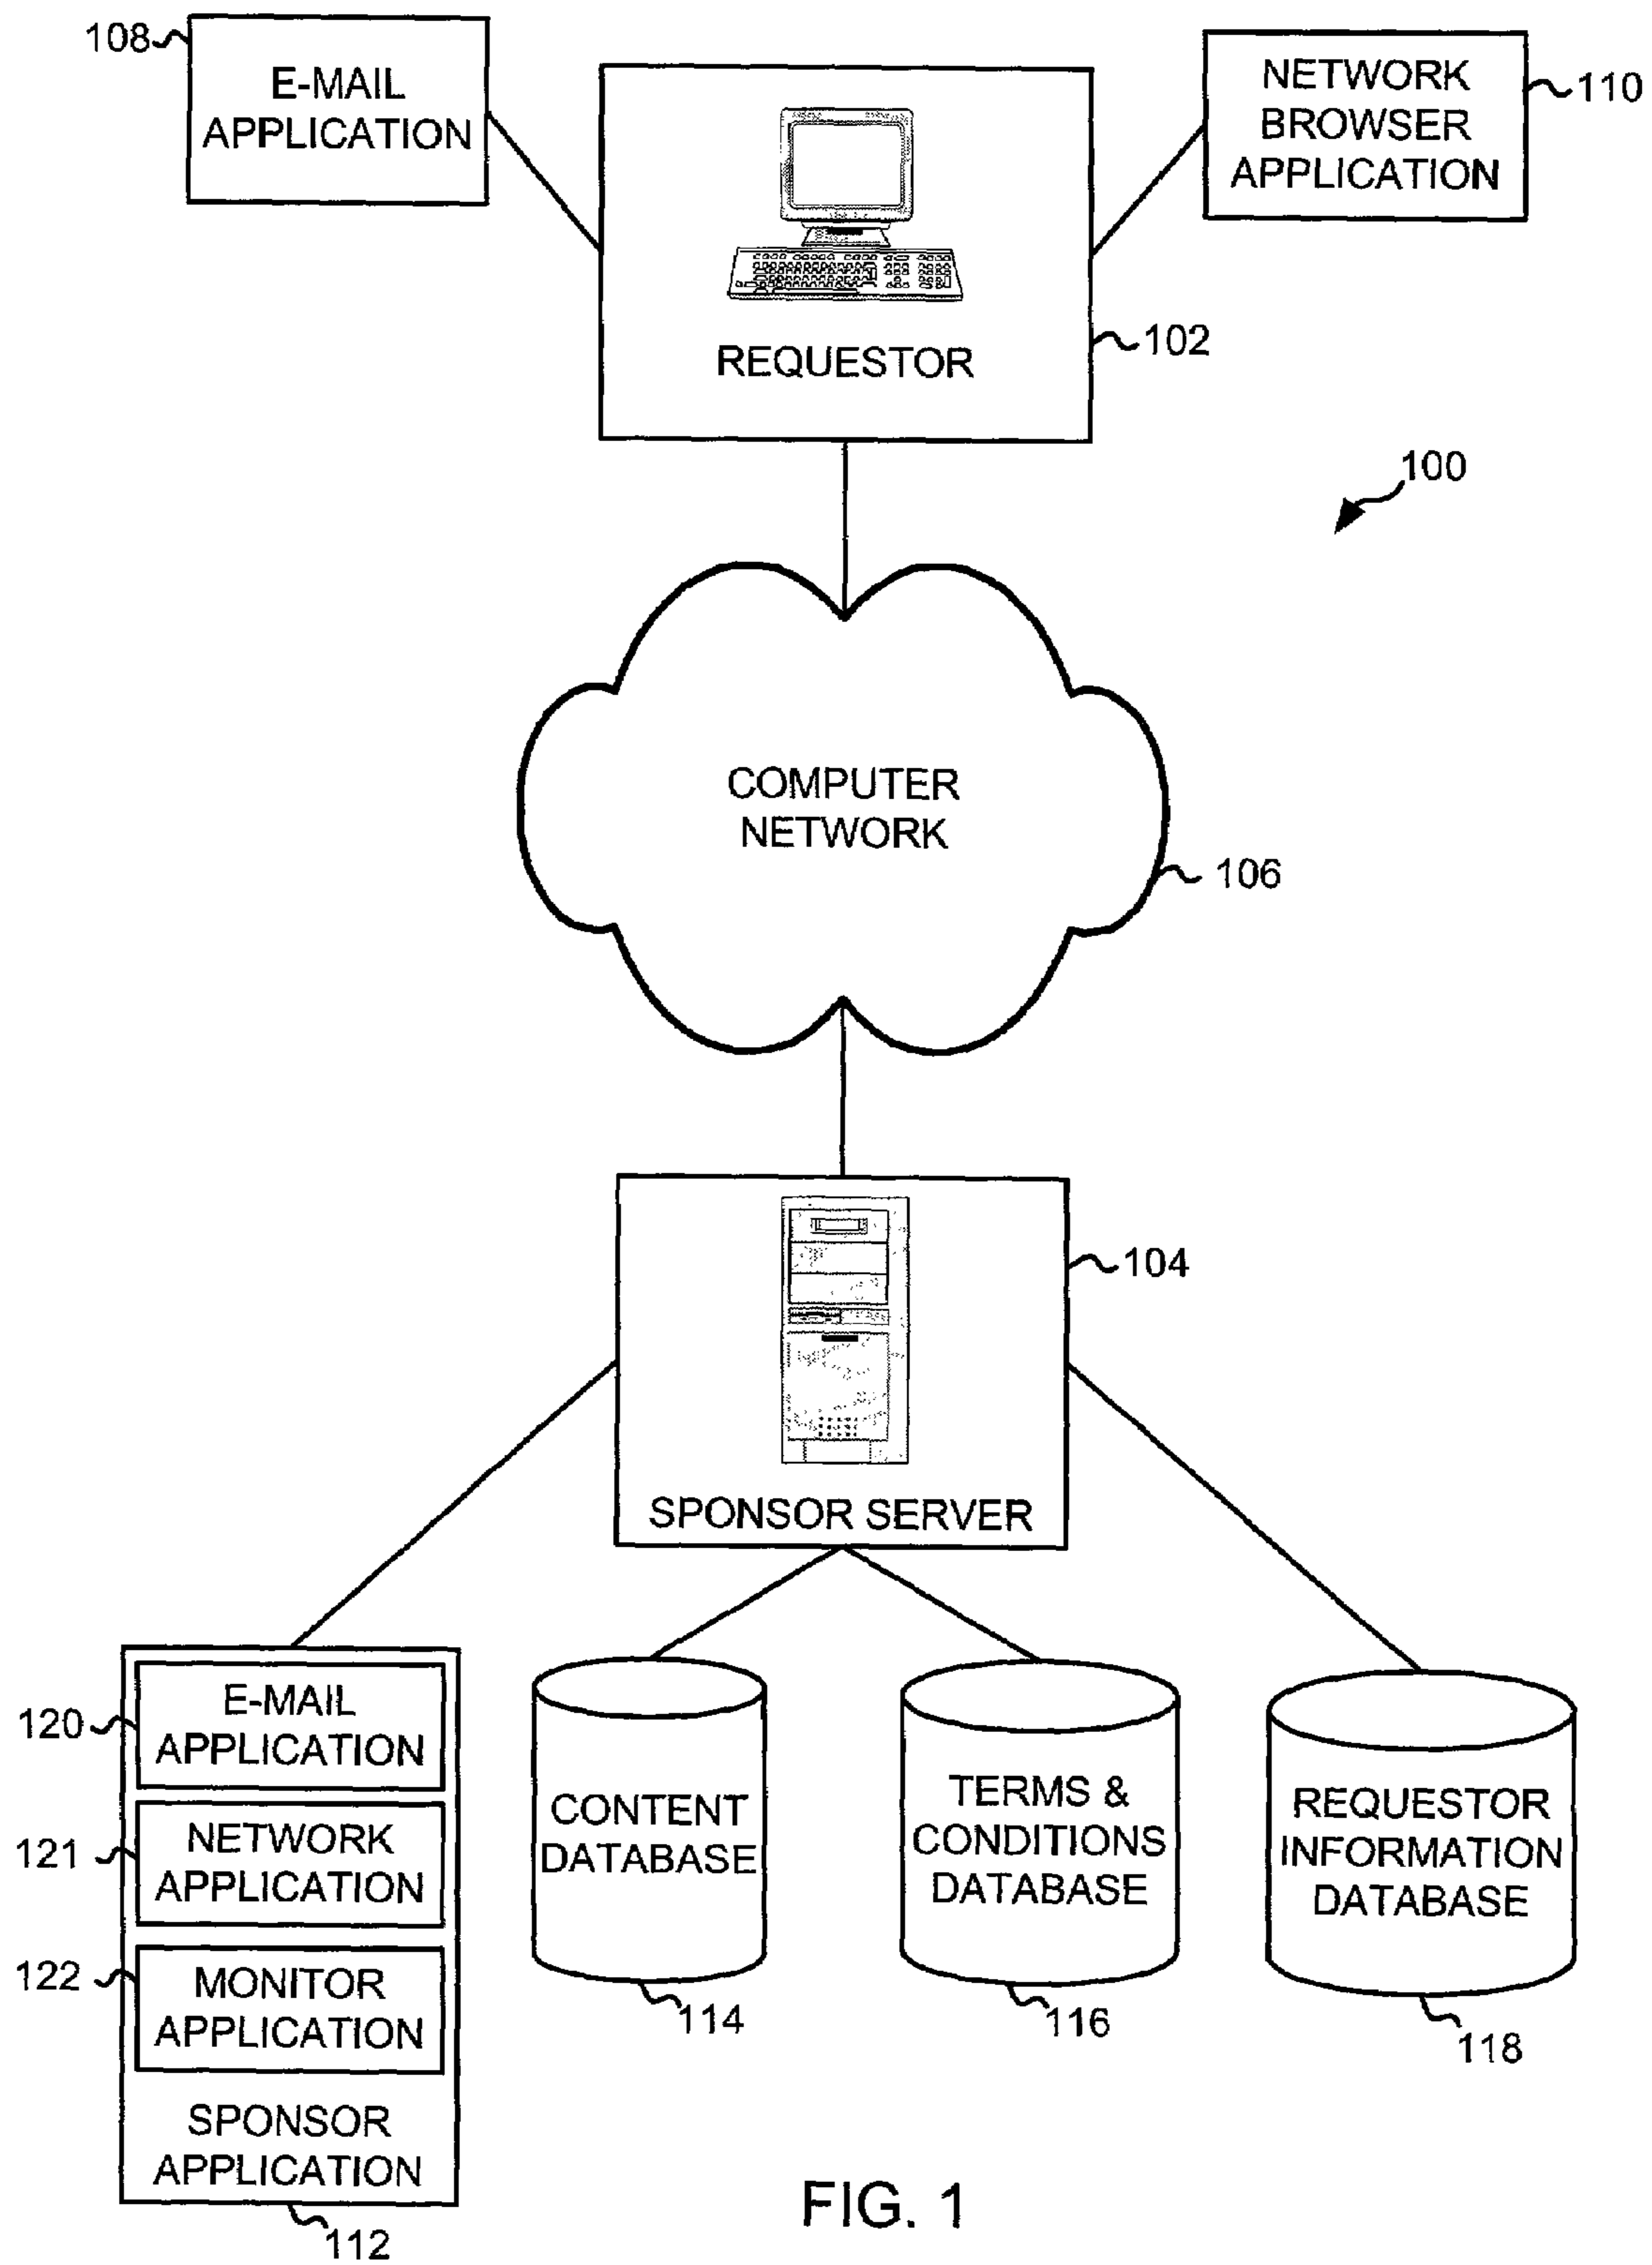 108
E-MAIL
APPLICATION
NETWORK
BROWSER
APPLICATION
110
REQUESTOR
102
100
COMPUTER
NETWORK
106
104
SPONSOR SERVER
120
E-MAIL
APPLICATION
121
NETWORK
APPLICATION
122
MONITOR
APPLICATION
SPONSOR
APPLICATION
112
CONTENT
DATABASE
114
TERMS &
CONDITIONS
DATABASE
116
REQUESTOR
INFORMATION
DATABASE
118
FIG. 1